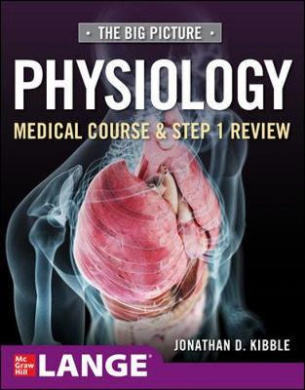 · THE BIG PICTURE ·
PHYSIOLOGY
MEDICAL COURSE & STEP 1 REVIEW
JONATHAN D. KIBBLE
Mc
Graw
Hill
LANGE®